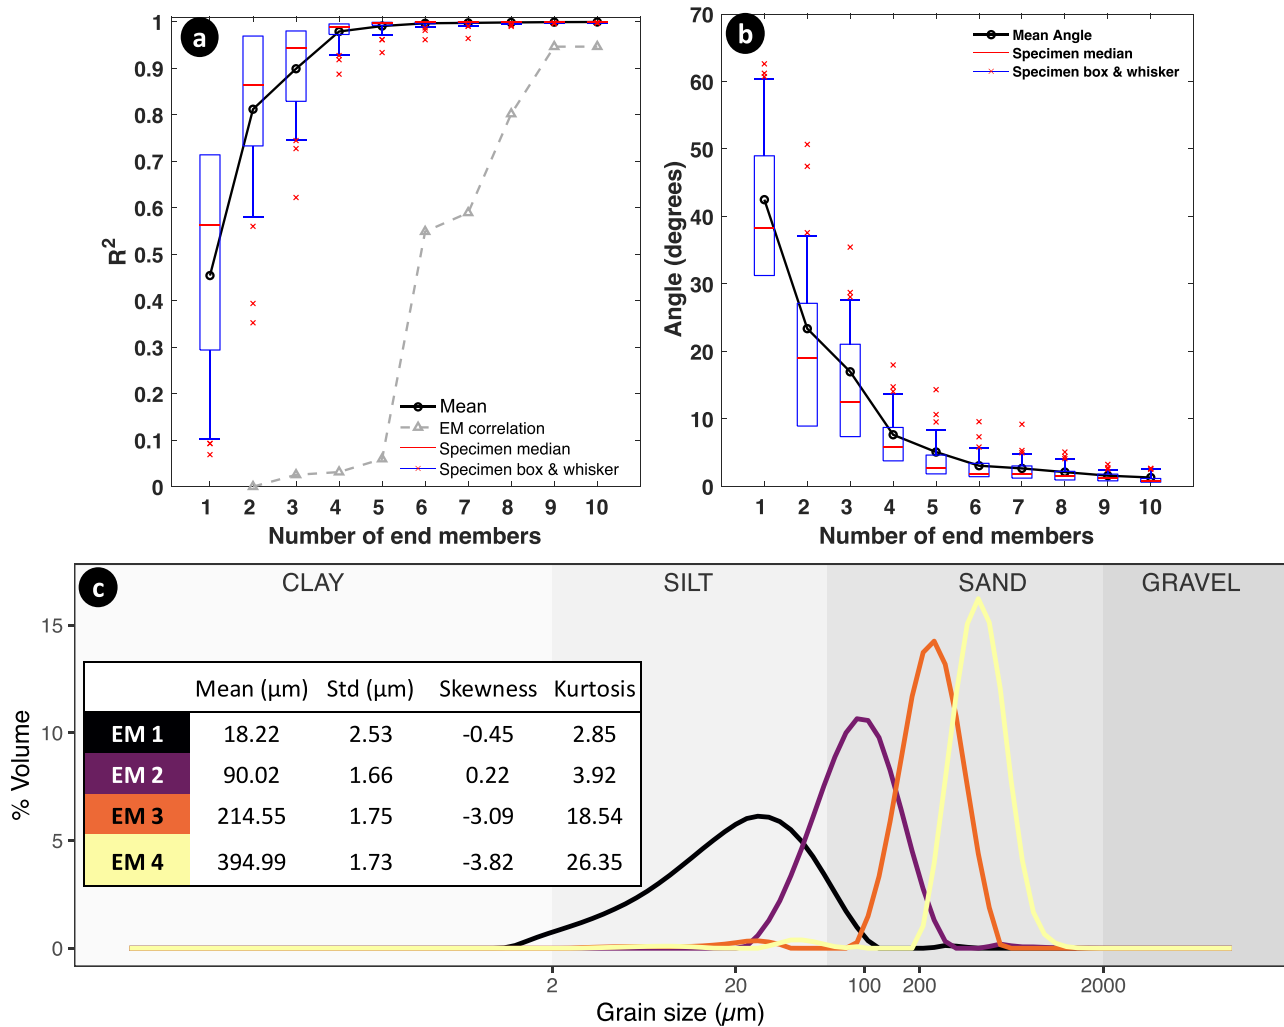 a
1
0.9
0.8
0.7
0.6
0.5
0.4
0.3
0.2
0.1
0
R²
1 2 3 4 5 6 7 8 9 10
Number of end members
Mean
EM correlation
Specimen median
Specimen box & whisker
b
70
60
50
40
30
20
10
0
Angle (degrees)
1 2 3 4 5 6 7 8 9 10
Number of end members
Mean Angle
Specimen median
Specimen box & whisker
c
CLAY SILT SAND GRAVEL
15
10
5
0
% Volume
Mean (μm) Std (μm) Skewness Kurtosis
EM 1 18.22 2.53 -0.45 2.85
EM 2 90.02 1.66 0.22 3.92
EM 3 214.55 1.75 -3.09 18.54
EM 4 394.99 1.73 -3.82 26.35
2 20 100 200 2000
Grain size (μm)